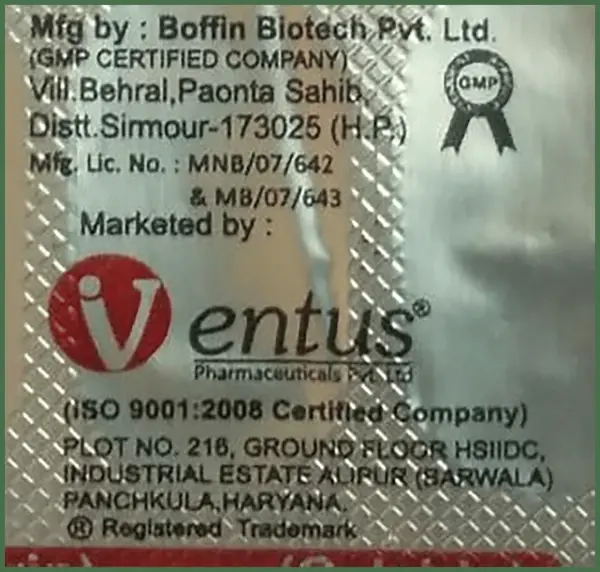 Mfg by : Boffin Biotech Pvt. Ltd.
(GMP CERTIFIED COMPANY)
GMP
Vill.Behral,Paonta Sahib,
Distt.Sirmour-173025 (H.P.)
Mfg. Lic. No. : MNB/07/642
& MB/07/643
Marketed by :
iVentus®
Pharmaceuticals Pvt. Ltd
(ISO 9001:2008 Certified Company)
PLOT NO. 216, GROUND FLOOR HSIIDC,
INDUSTRIAL ESTATE ALIPUR (BARWALA)
PANCHKULA,HARYANA.
® Registered Trademark